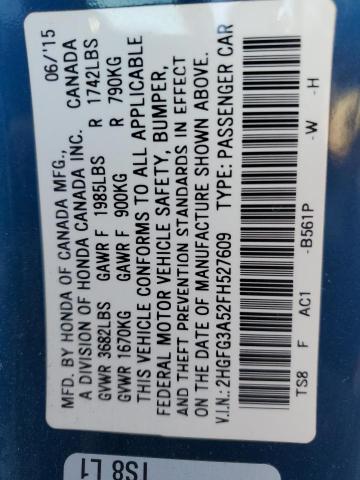 MFD. BY HONDA OF CANADA MFG., 06/'15
A DIVISION OF HONDA CANADA INC. CANADA
GVWR 3682LBS GAWR F 1985LBS R 1742LBS
GVWR 1670KG GAWR F 900KG R 790KG
THIS VEHICLE CONFORMS TO ALL APPLICABLE
FEDERAL MOTOR VEHICLE SAFETY, BUMPER,
AND THEFT PREVENTION STANDARDS IN EFFECT
ON THE DATE OF MANUFACTURE SHOWN ABOVE.
V.I.N.: 2HGFG3A52FH527609 TYPE: PASSENGER CAR
TS8 F AC1 -B561P -W -H
TS8 L1